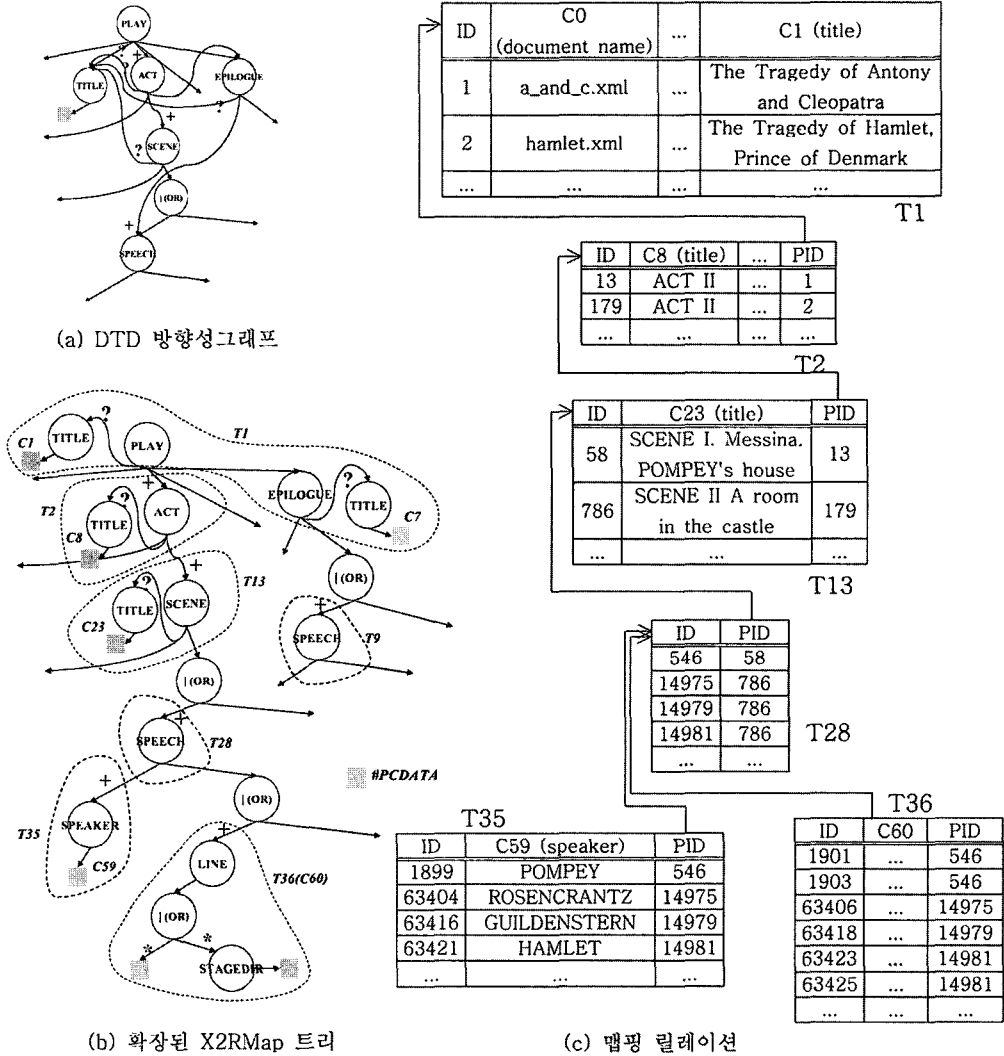 PLAY
?
+
?
TITLE
ACT
EPILOGUE
?
+
?
SCENE
| (OR)
+
SPEECH
(a) DTD 방향성그래프
C1
TITLE
?
PLAY
T1
+
EPILOGUE
?
TITLE
C7
T2
TITLE
?
ACT
C8
+
| (OR)
T13
TITLE
?
SCENE
C23
+
SPEECH
T9
| (OR)
+
SPEECH
T28
#PCDATA
+
| (OR)
T35
SPEAKER
C59
+
LINE
T36(C60)
| (OR)
*
*
STAGEDIR
(b) 확장된 X2RMap 트리
ID C0 (document name) ... C1 (title)
1 a_and_c.xml ... The Tragedy of Antony
and Cleopatra
2 hamlet.xml ... The Tragedy of Hamlet,
Prince of Denmark
... ... ... ...
T1
ID C8 (title) ... PID
13 ACT II ... 1
179 ACT II ... 2
... ... ... ...
T2
ID C23 (title) PID
58 SCENE I. Messina. 13
POMPEY's house
786 SCENE II A room 179
in the castle
... ... ...
T13
ID PID
546 58
14975 786
14979 786
14981 786
... ...
T28
T35
ID C59 (speaker) PID
1899 POMPEY 546
63404 ROSENCRANTZ 14975
63416 GUILDENSTERN 14979
63421 HAMLET 14981
... ... ...
T36
ID C60 PID
1901 ... 546
1903 ... 546
63406 ... 14975
63418 ... 14979
63423 ... 14981
63425 ... 14981
... ... ...
(c) 맵핑 릴레이션